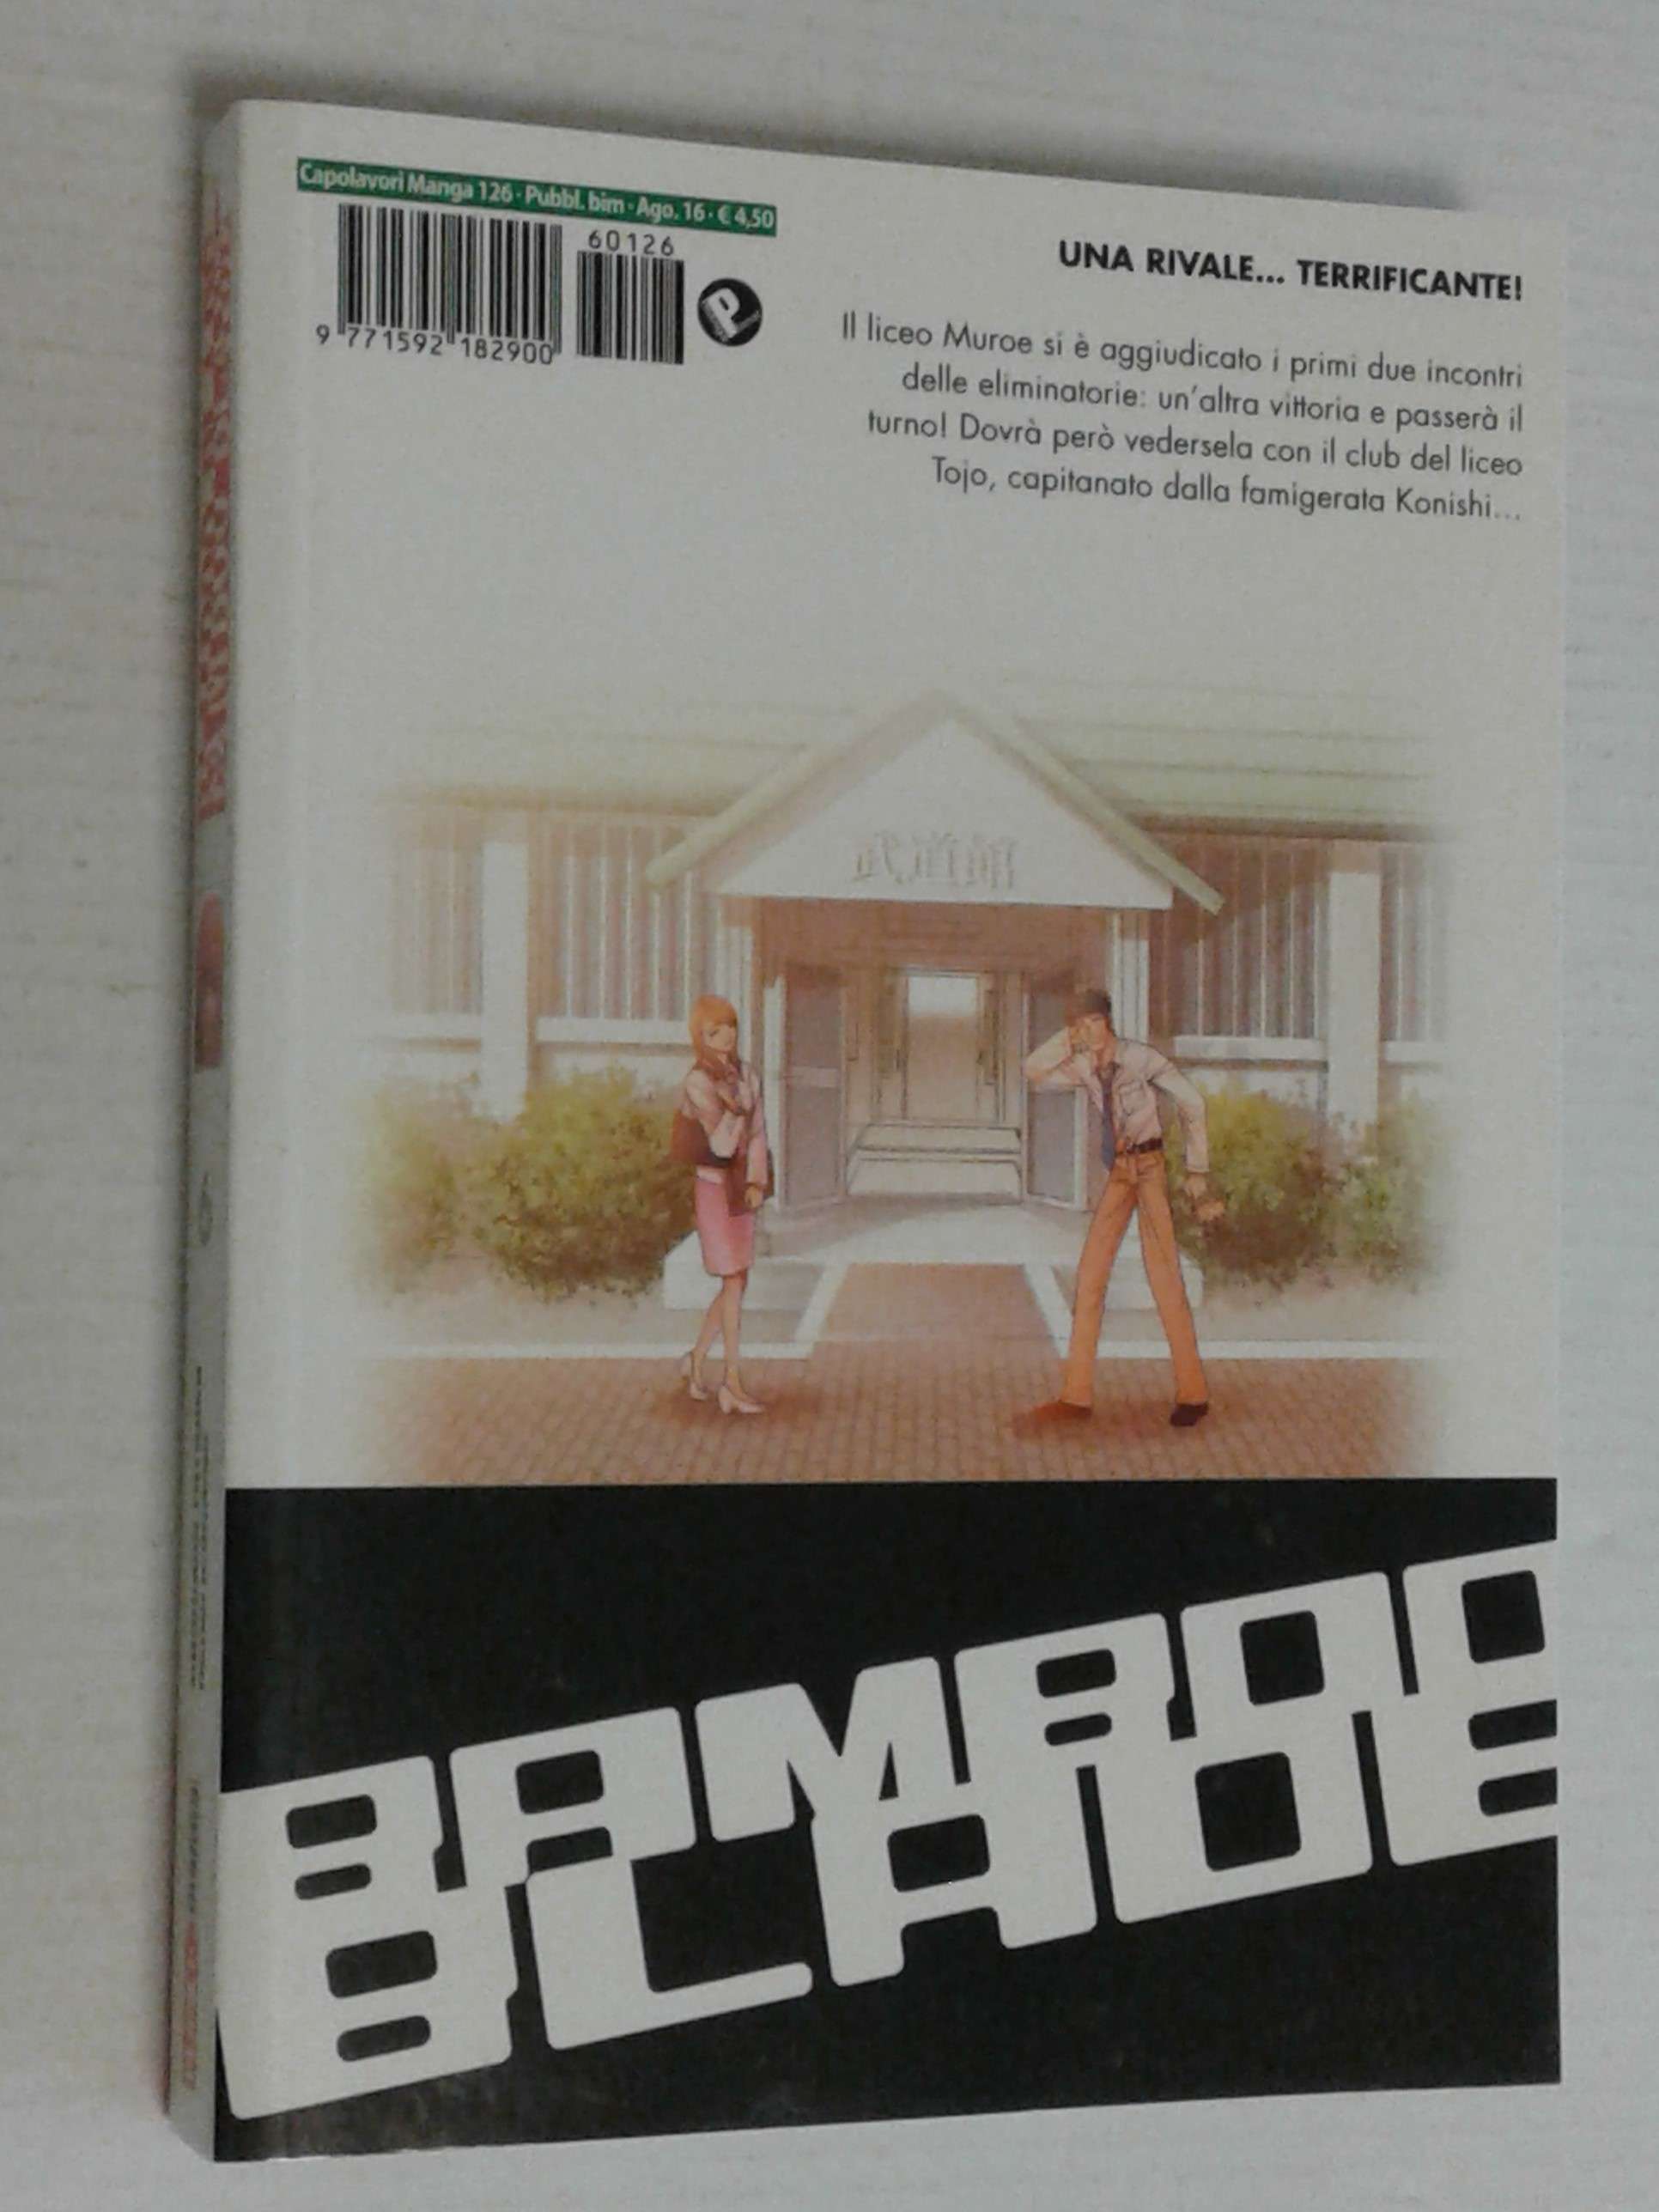 Capolavori Manga 126 · Pubbl. bim · Ago. 16 · € 4,50
60126
9 771592 182900
UNA RIVALE... TERRIFICANTE!
Il liceo Muroe si è aggiudicato i primi due incontri
delle eliminatorie: un'altra vittoria e passerà il
turno! Dovrà però vedersela con il club del liceo
Tojo, capitanato dalla famigerata Konishi...
武道館
BAMBOO
BLADE